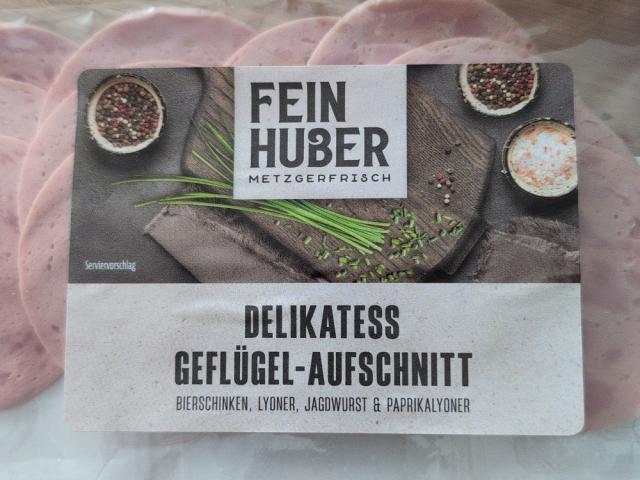 FEIN
HUBER
METZGERFRISCH
Serviervorschlag
DELIKATESS
GEFLÜGEL-AUFSCHNITT
BIERSCHINKEN, LYONER, JAGDWURST & PAPRIKALYONER